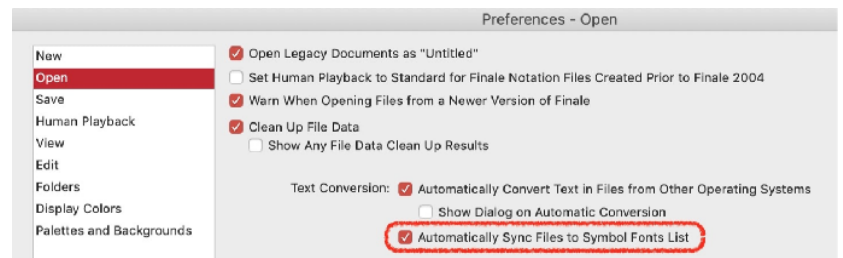 Preferences - Open
New
Open
Save
Human Playback
View
Edit
Folders
Display Colors
Palettes and Backgrounds
Open Legacy Documents as "Untitled"
Set Human Playback to Standard for Finale Notation Files Created Prior to Finale 2004
Warn When Opening Files from a Newer Version of Finale
Clean Up File Data
Show Any File Data Clean Up Results
Text Conversion: Automatically Convert Text in Files from Other Operating Systems
Show Dialog on Automatic Conversion
Automatically Sync Files to Symbol Fonts List